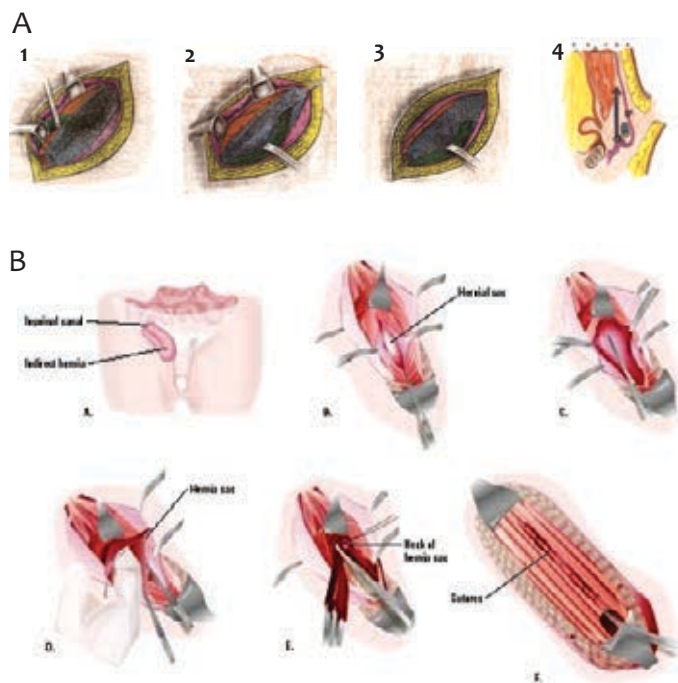 A
1
2
3
4
B
Inguinal canal
Indirect hernia
A.
Hernial sac
B.
C.
Hernia sac
D.
Neck of
hernia sac
E.
Sutures
F.